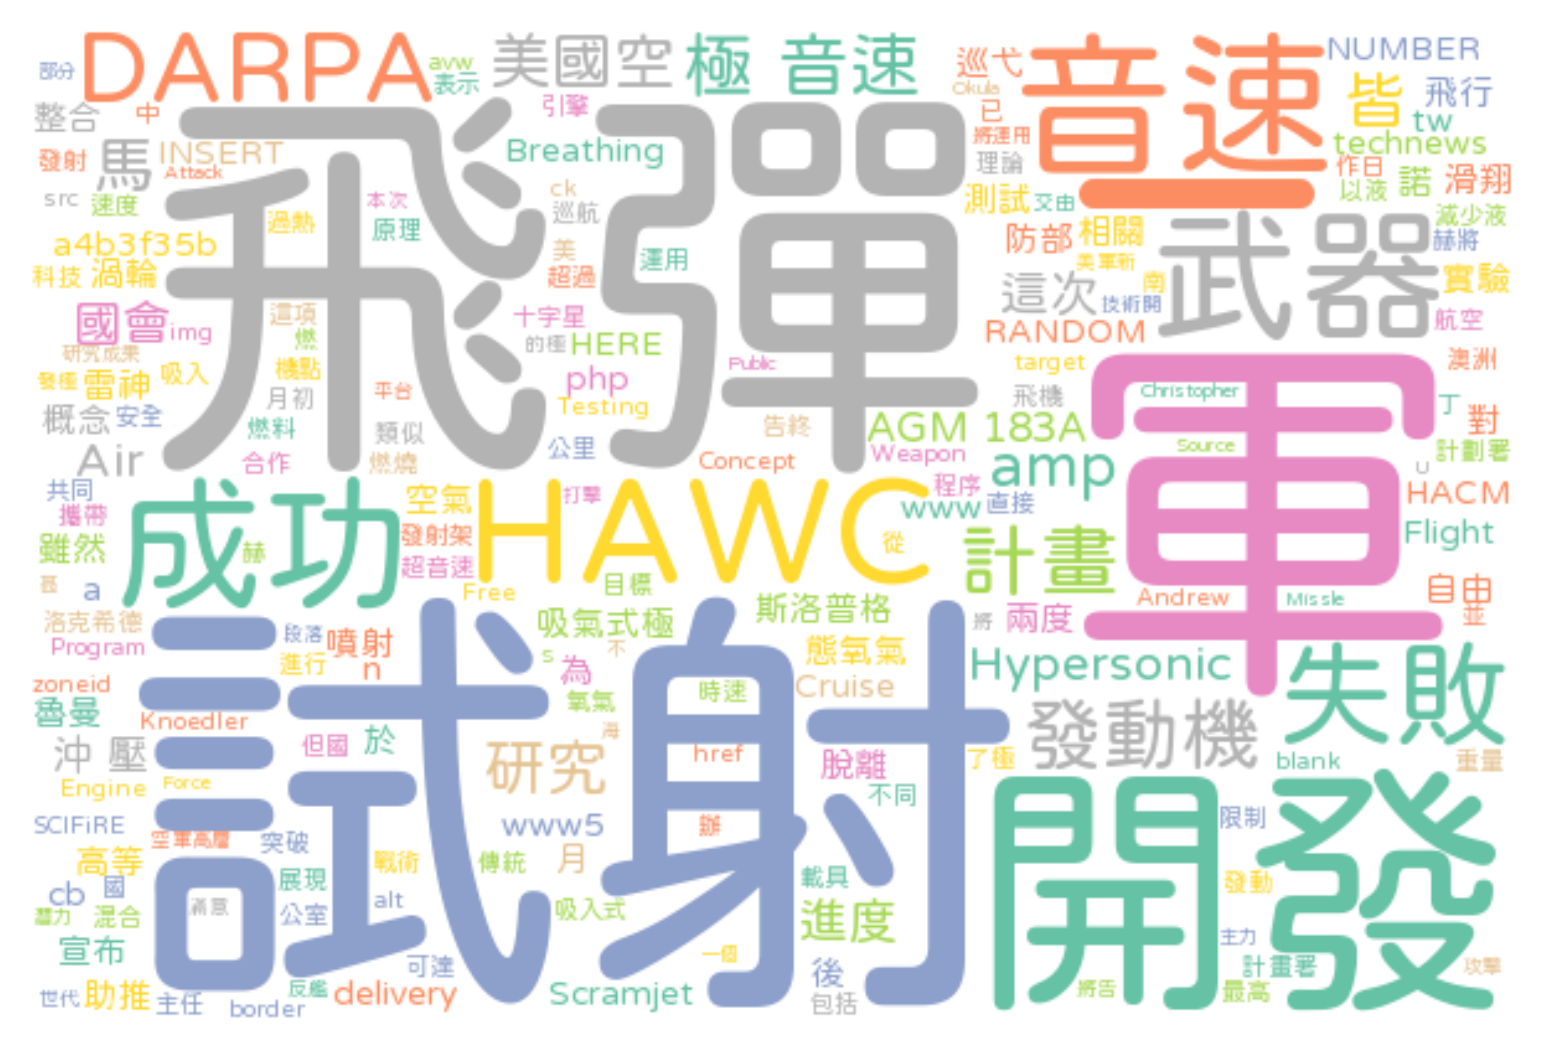 部分 DARPA avw 表示 美國空 極 音速 巡弋 Okula 音速 NUMBER
整合 中 引擎 已 皆 飛行
飛彈 tw
發射 馬 INSERT Attack Breathing 將運用 理論 technews
src 速度 本次 ck 巡航 測試 交由 作日 以液 諾 滑翔
a4b3f35b 過熱 原理 美 運用 防部 相關 武器 減少液 赫將
科技 渦輪 超過 這次 美軍新 南 技術開 實驗
國會 img 這項 十字星 RANDOM 航空
研究成果 燃 的極 HERE Public target 澳洲
發極 雷神 吸入 機點 平台 php 飛機 軍 Christopher
概念 安全 月初 Testing 告終 AGM 183A 丁 對
Air 燃料 類似 公里 Weapon Source 計劃署
合作 燃燒 Concept amp U
共同 成功 空氣 打擊 HAWC 程序 www 直接 HACM
攜帶 發射架 Flight
雖然 赫 超音速 從 計畫
甚 a Free 目標 Andrew Missle 自由
洛克希德 試射 段落 噴射 吸氣式極 斯洛普格 將 兩度 並
Program 進行 n s 為 不 態氧氣 Hypersonic 失敗
zoneid 氧氣 時速 Cruise
魯曼 Knoedler 海 發動機
沖 壓 但國 於 研究 href 脫離 了極 blank 重量
Engine Force 不同 開發
SCIFiRE 空軍高層 突破 www5 辦 限制
高等 戰術 傳統 月 載具 發動
cb 國 展現 alt
潛力 混合 滿意 公室 吸入式 進度 主力
宣布 一個 後 計畫署 攻擊
世代 助推 主任 border 反艦 可達 delivery Scramjet 包括 將告 最高